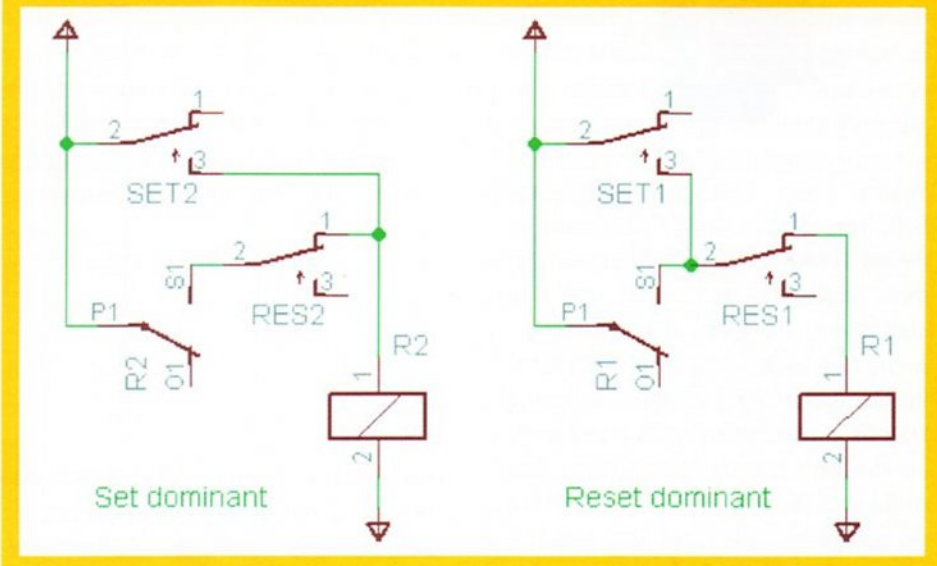 1
2
3
SET2
1
2
3
S1
RES2
P1
R2
O1
R2
1
2
Set dominant
1
2
3
SET1
1
2
3
S1
RES1
P1
R1
O1
R1
1
2
Reset dominant